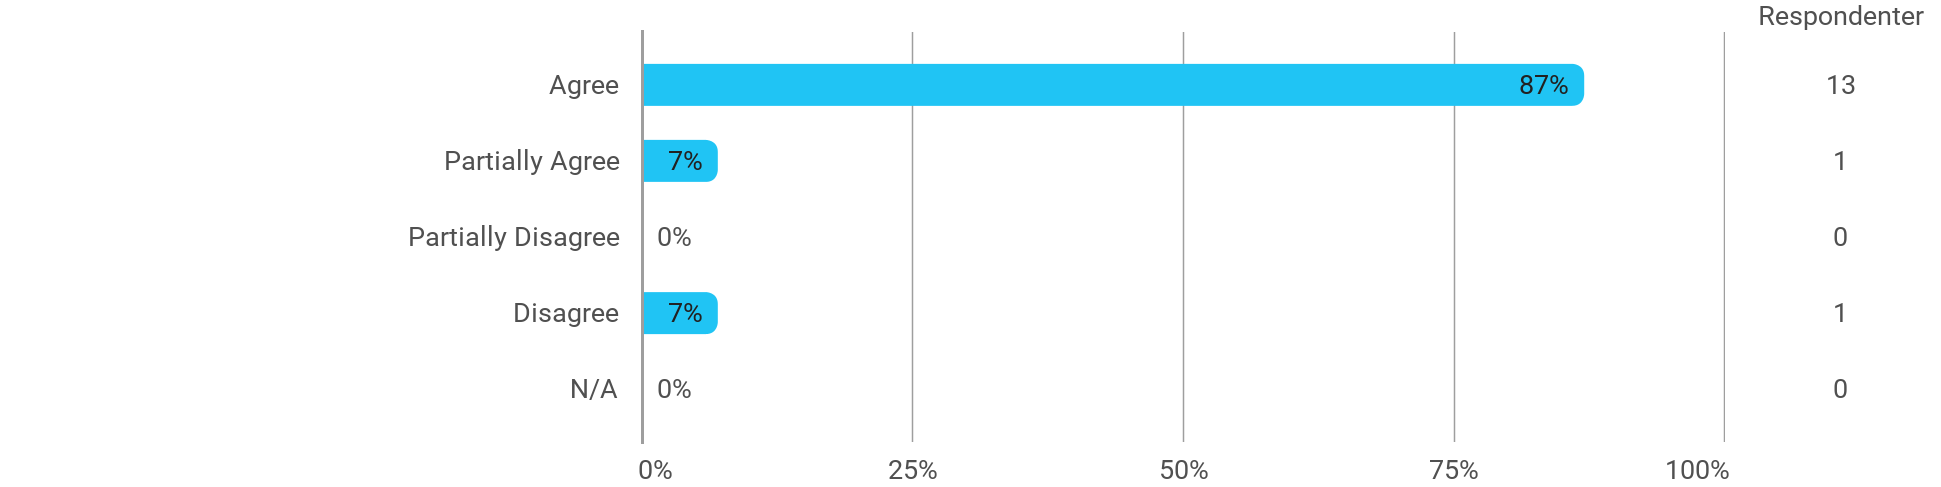 Respondenter
Agree 87% 13
Partially Agree 7% 1
Partially Disagree 0% 0
Disagree 7% 1
N/A 0% 0
0% 25% 50% 75% 100%